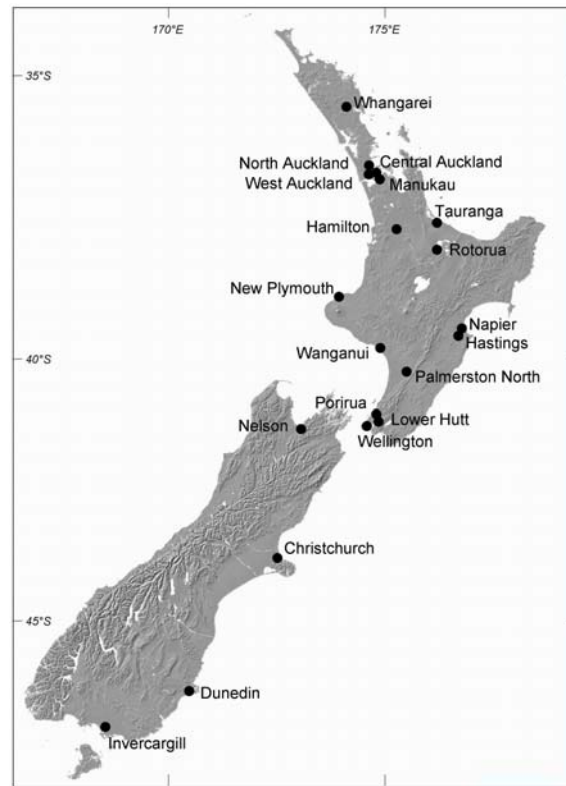 170°E
175°E
35°S
Whangarei
North Auckland
Central Auckland
West Auckland
Manukau
Tauranga
Hamilton
Rotorua
New Plymouth
Napier
Hastings
Wanganui
40°S
Palmerston North
Porirua
Lower Hutt
Nelson
Wellington
Christchurch
45°S
Dunedin
Invercargill